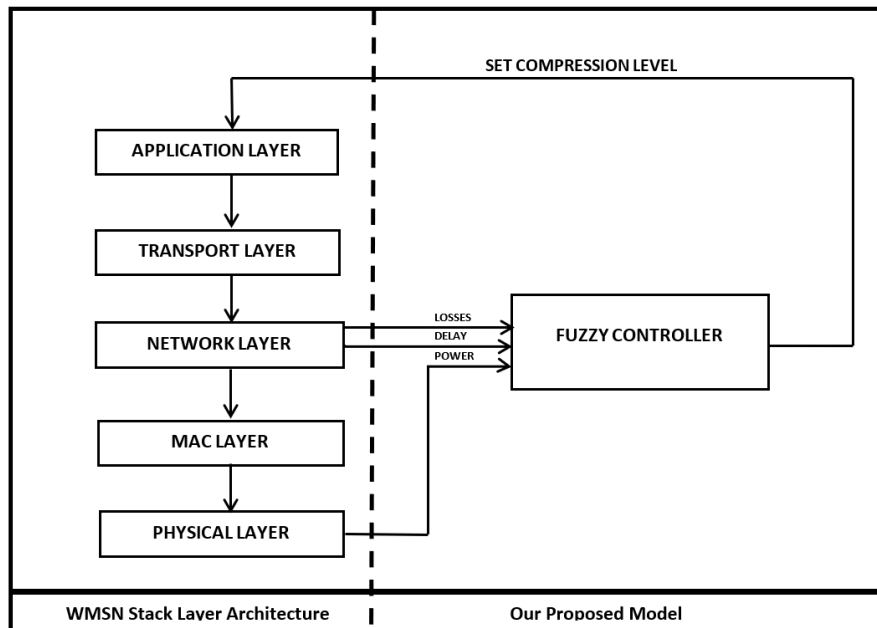 SET COMPRESSION LEVEL
APPLICATION LAYER
TRANSPORT LAYER
NETWORK LAYER
LOSSES
DELAY
POWER
FUZZY CONTROLLER
MAC LAYER
PHYSICAL LAYER
WMSN Stack Layer Architecture
Our Proposed Model